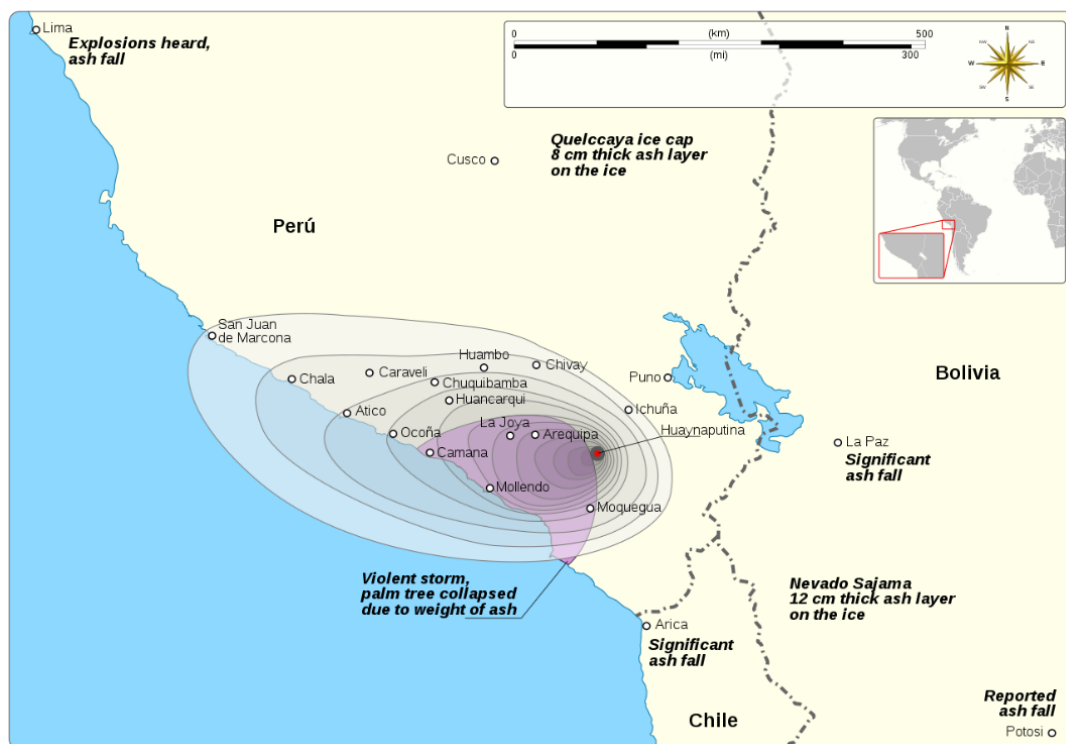 Lima
Explosions heard,
ash fall
0 (km) 500
0 (mi) 300
N
NW NE
W E
SW SE
S
Quelccaya ice cap
8 cm thick ash layer
on the ice
Cusco
Perú
San Juan
de Marcona
Huambo
Chivay
Chala
Caraveli
Chuquibamba
Puno
Bolivia
Huancarqui
Atico
Ichuña
La Joya
Huaynaputina
Ocoña
Arequipa
La Paz
Camana
Significant
ash fall
Mollendo
Moquegua
Violent storm,
palm tree collapsed
due to weight of ash
Nevado Sajama
12 cm thick ash layer
on the ice
Arica
Significant
ash fall
Reported
ash fall
Chile
Potosi